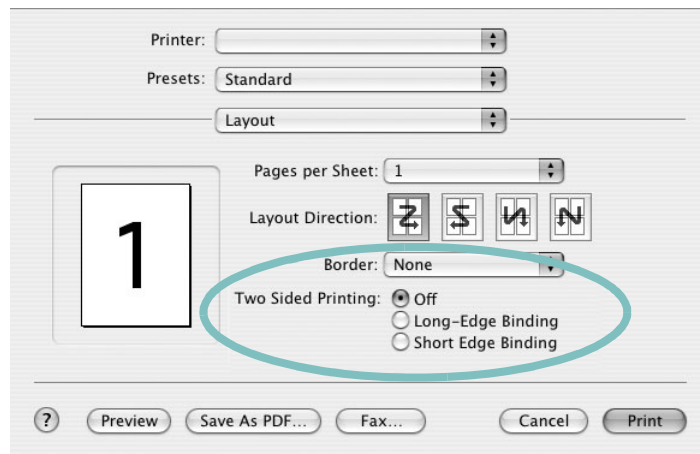 Printer:
Presets: Standard
Layout
Pages per Sheet: 1
Layout Direction:
1
Border: None
Two Sided Printing: Off
Long-Edge Binding
Short Edge Binding
? Preview Save As PDF... Fax... Cancel Print